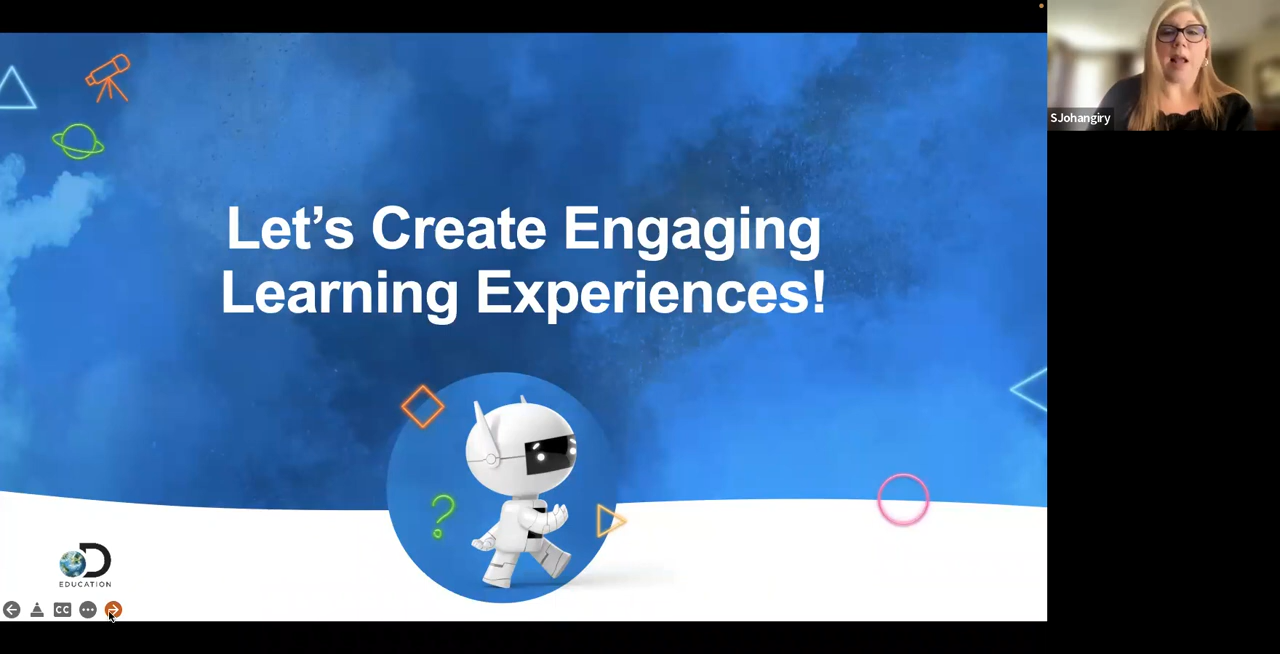 Let’s Create Engaging
Learning Experiences!
SJohangiry
D
EDUCATION
CC